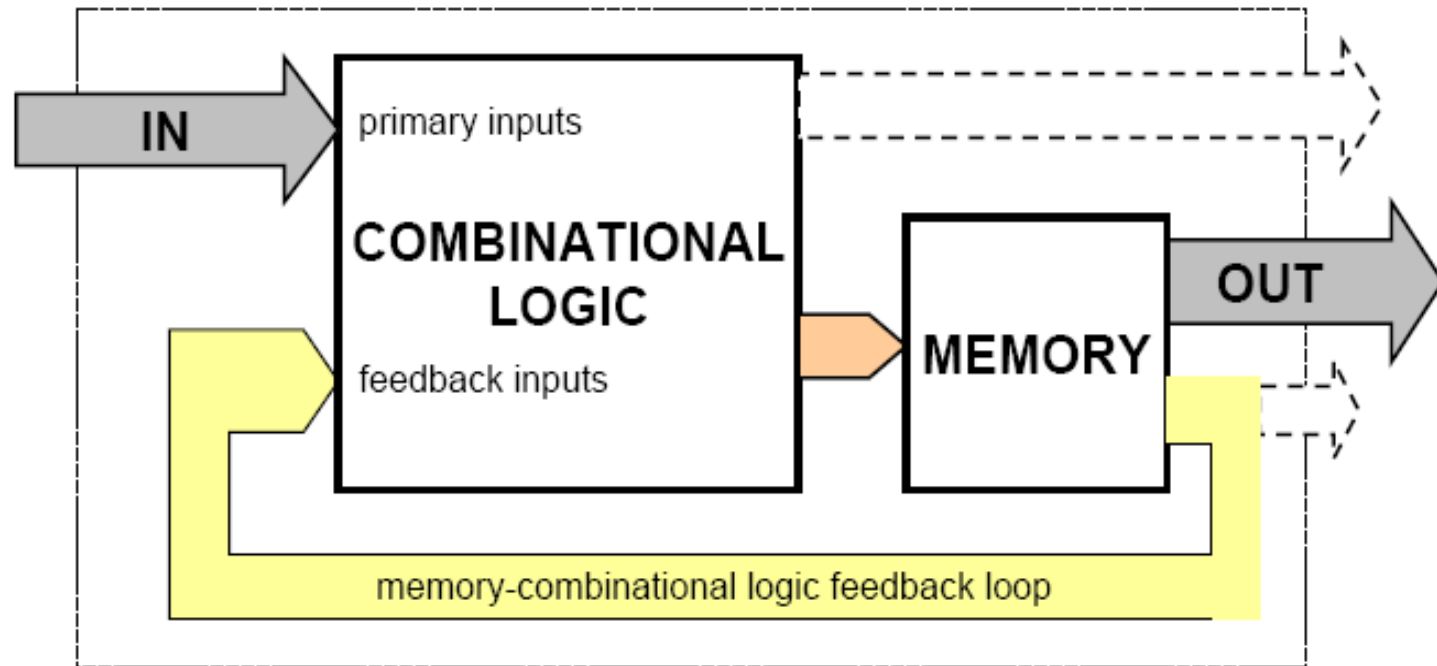 IN
primary inputs
COMBINATIONAL
LOGIC
OUT
MEMORY
feedback inputs
memory-combinational logic feedback loop